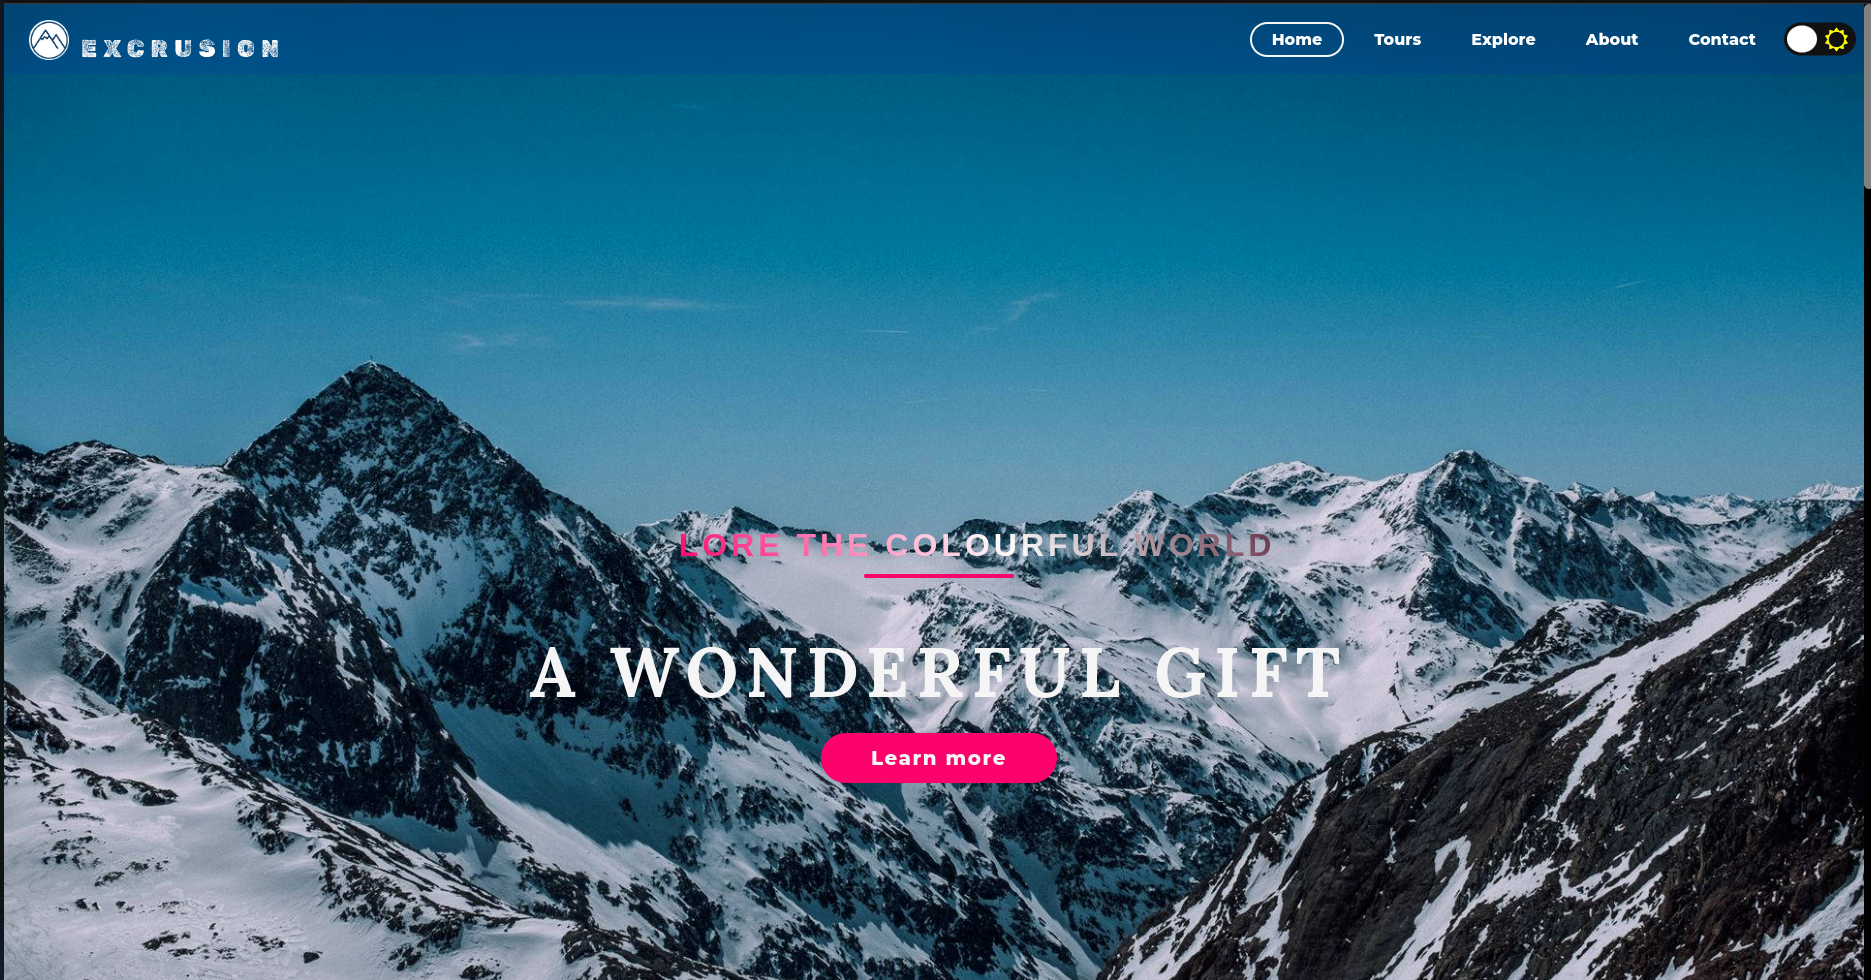 EXCRUSION
Home Tours Explore About Contact
LORE THE COLOURFUL WORLD
A WONDERFUL GIFT
Learn more